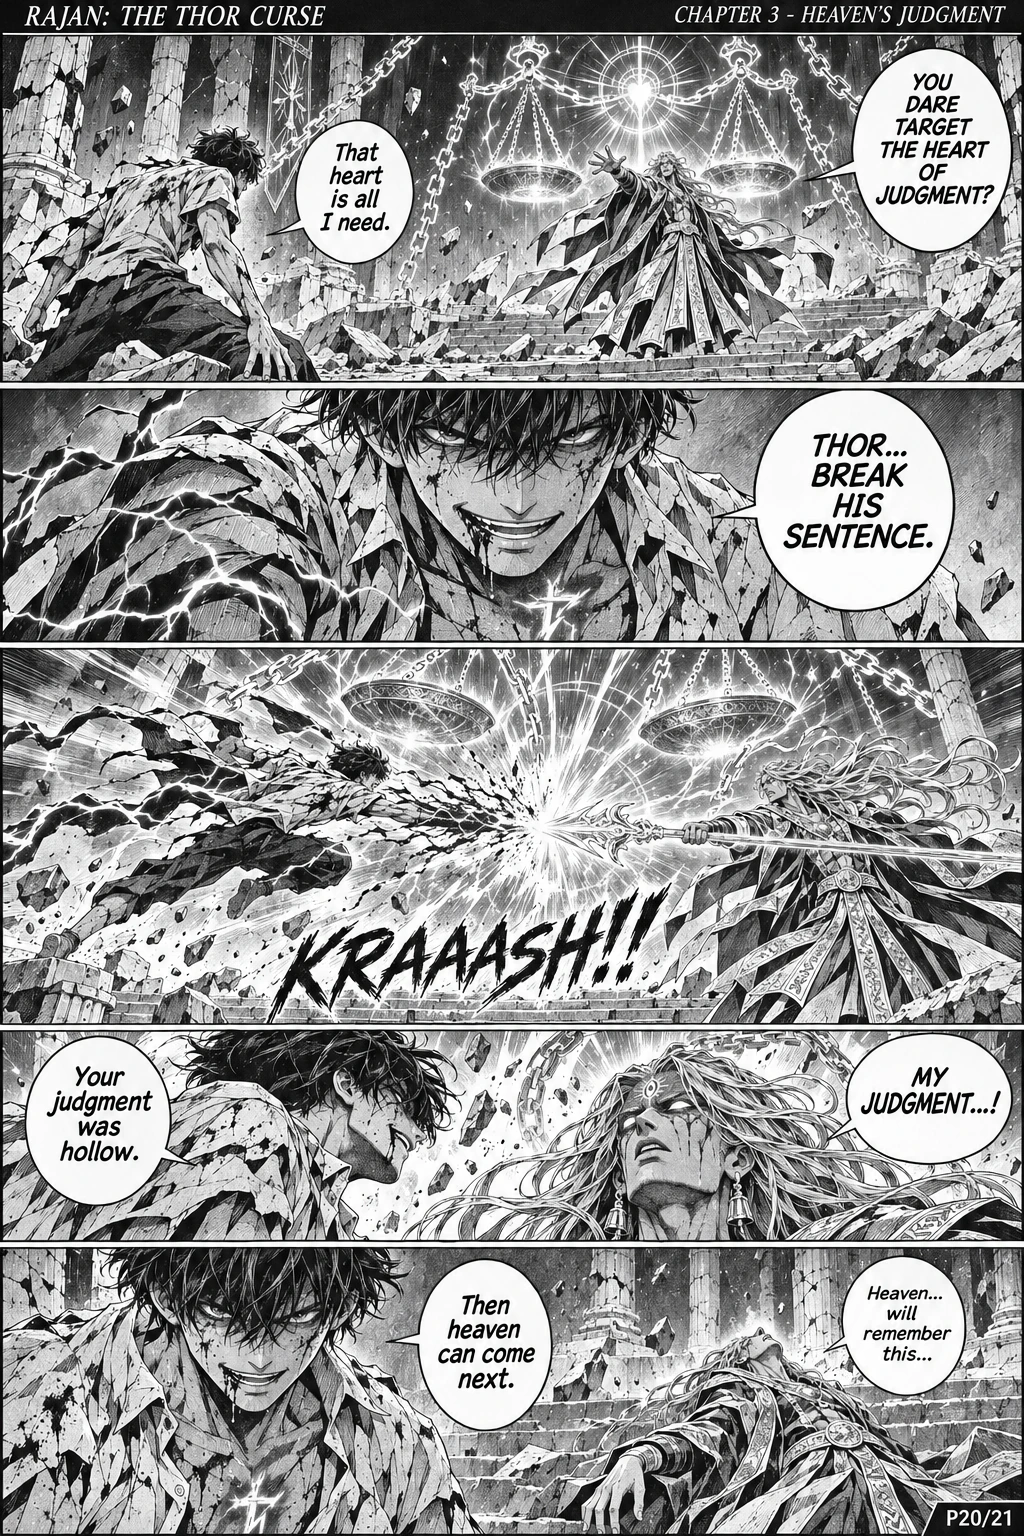 RAJAN: THE THOR CURSE
CHAPTER 3 - HEAVEN'S JUDGMENT
That
heart
is all
I need.
YOU
DARE
TARGET
THE HEART
OF
JUDGMENT?
THOR...
BREAK
HIS
SENTENCE.
KRAAASH!!
Your
judgment
was
hollow.
MY
JUDGMENT...!
Then
heaven
can come
next.
Heaven...
will
remember
this...
P20/21